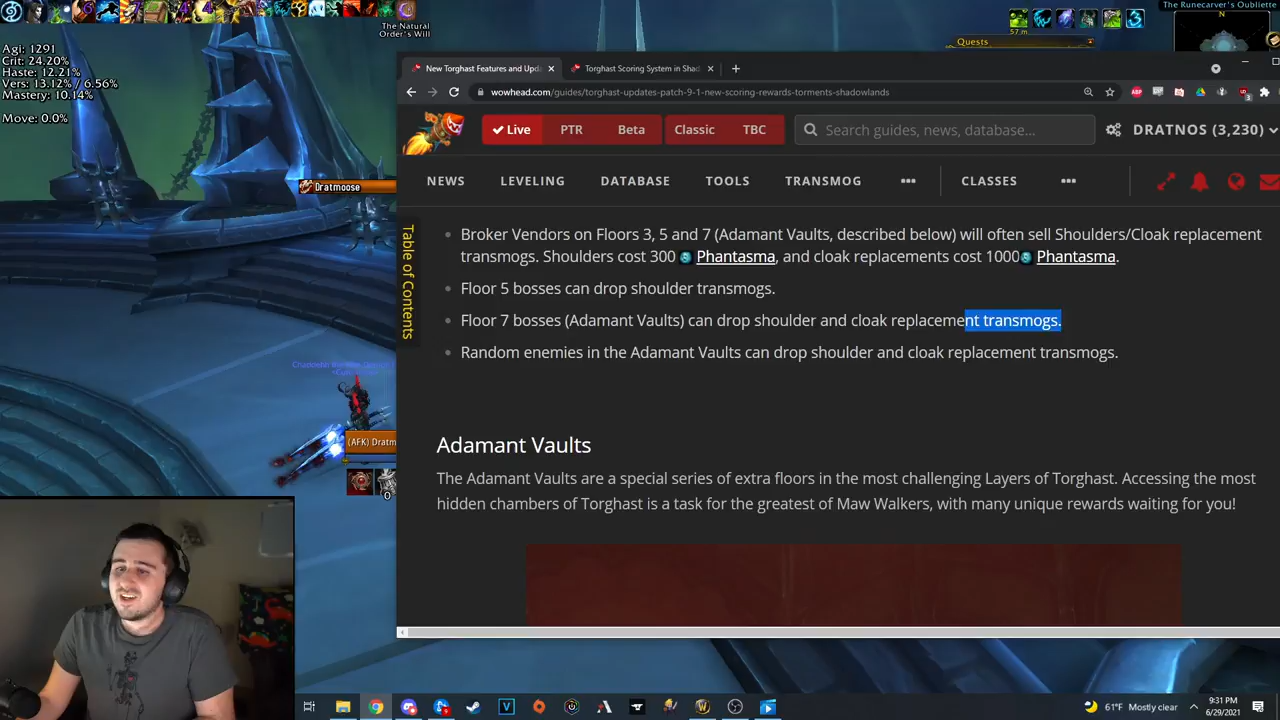 The Natural
Order's Will
Agi: 1291
Crit: 24.20%
Haste: 12.21%
Vers: 13.12% / 6.56%
Mastery: 10.14%
Move: 0.0%
The Runecarver's Oubliette
N
57 m
Quests
Dratmoose
(AFK) Dratm
0
New Torghast Features and Upda
Torghast Scoring System in Shad
wowhead.com/guides/torghast-updates-patch-9-1-new-scoring-rewards-torments-shadowlands
Live
PTR
Beta
Classic
TBC
Search guides, news, database...
DRATNOS (3,230)
NEWS
LEVELING
DATABASE
TOOLS
TRANSMOG
CLASSES
Table of Contents
Broker Vendors on Floors 3, 5 and 7 (Adamant Vaults, described below) will often sell Shoulders/Cloak replacement
transmogs. Shoulders cost 300 Phantasma, and cloak replacements cost 1000 Phantasma.
Floor 5 bosses can drop shoulder transmogs.
Floor 7 bosses (Adamant Vaults) can drop shoulder and cloak replacement transmogs.
Random enemies in the Adamant Vaults can drop shoulder and cloak replacement transmogs.
Adamant Vaults
The Adamant Vaults are a special series of extra floors in the most challenging Layers of Torghast. Accessing the most
hidden chambers of Torghast is a task for the greatest of Maw Walkers, with many unique rewards waiting for you!
61°F Mostly clear
9:31 PM
6/29/2021